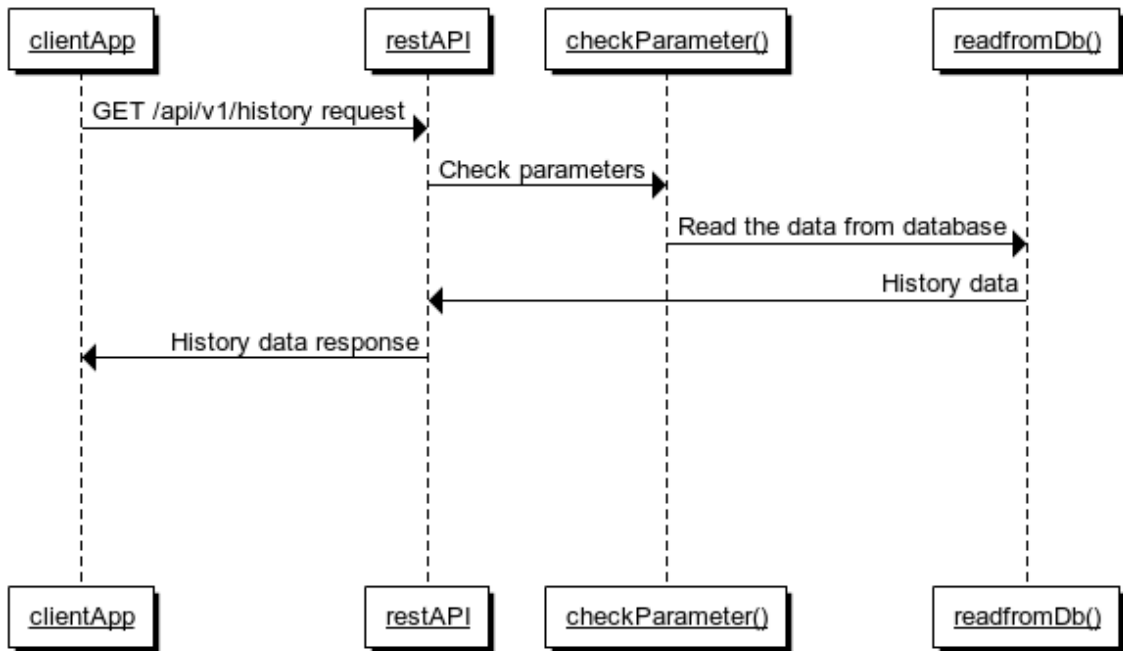 clientApp
restAPI
checkParameter()
readfromDb()
GET /api/v1/history request
Check parameters
Read the data from database
History data
History data response
clientApp
restAPI
checkParameter()
readfromDb()